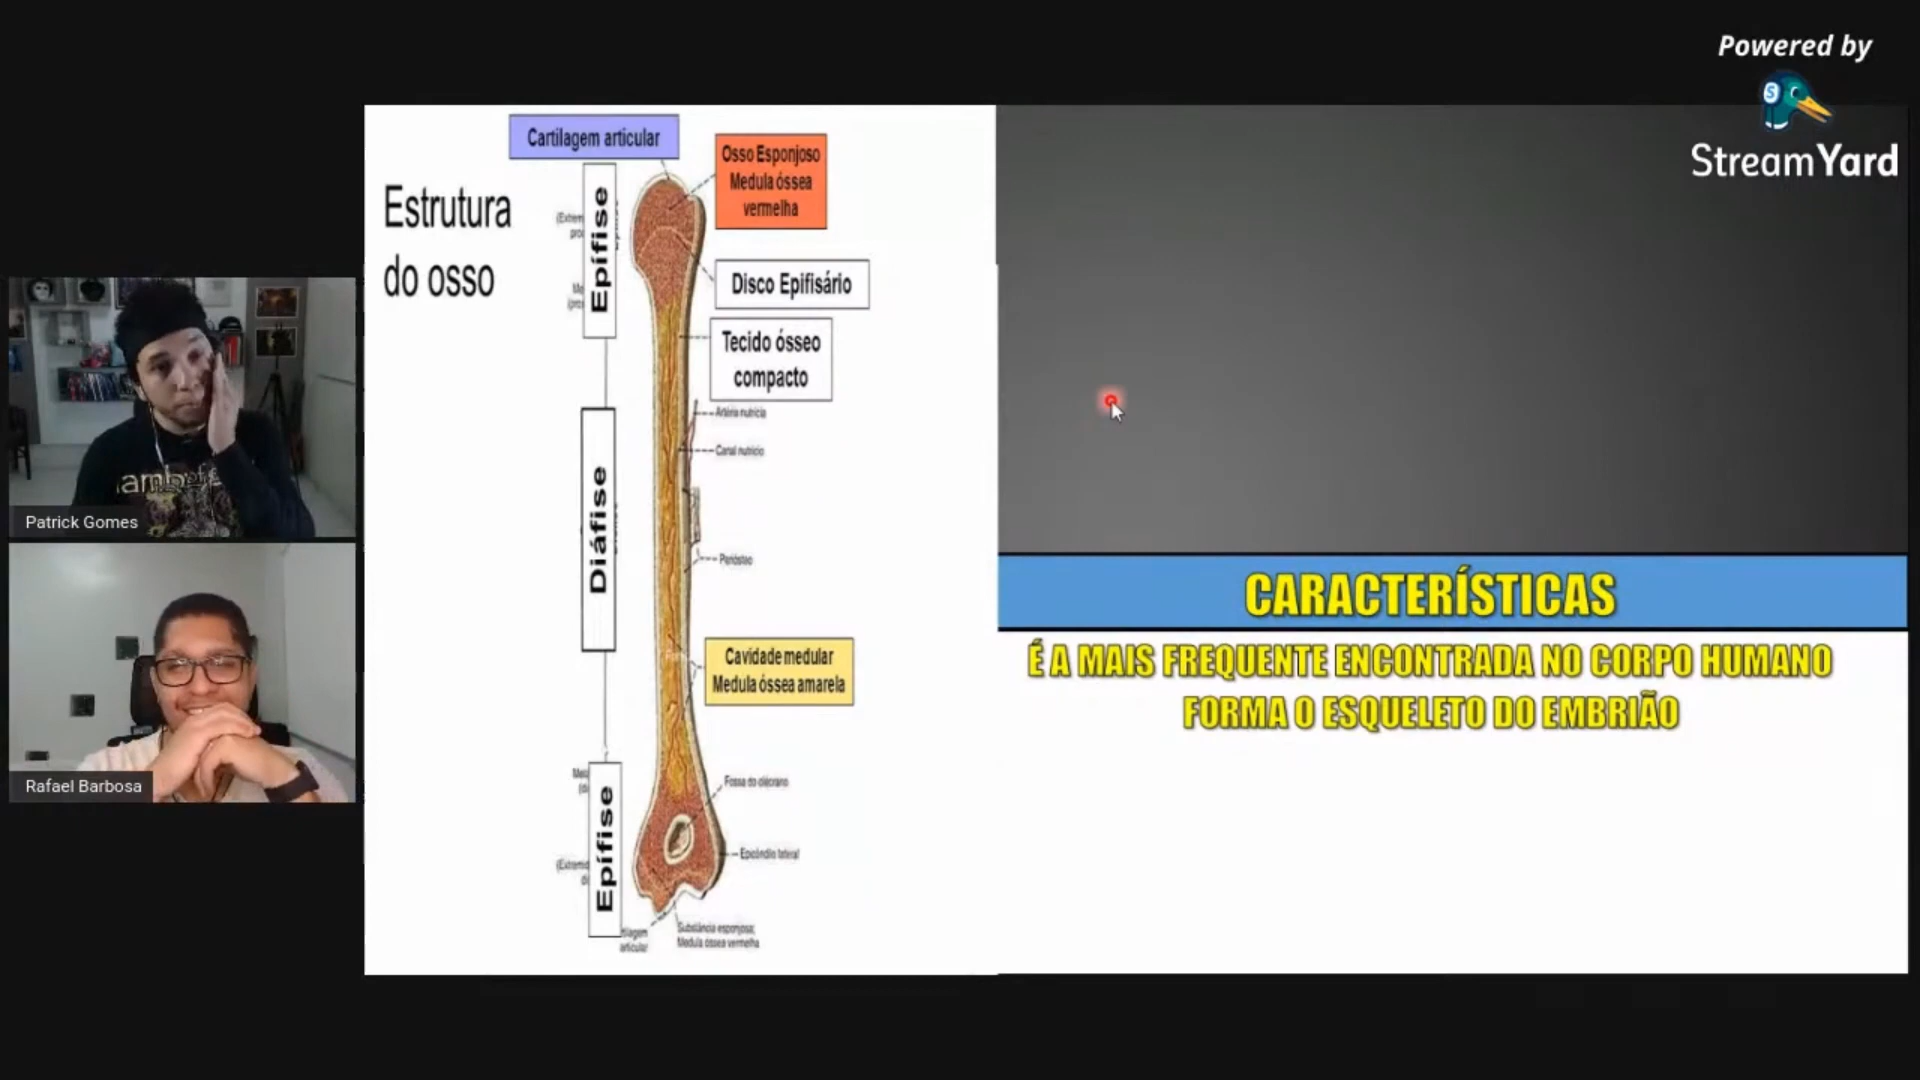 Powered by
StreamYard
Cartilagem articular
Osso Esponjoso
Medula óssea
vermelha
Estrutura
do osso
Epífise
Disco Epifisário
Tecido ósseo
compacto
Artéria nutrícia
Canal nutrício
Diáfise
Periósteo
Cavidade medular
Medula óssea amarela
Fossa do olécrano
Epicôndilo lateral
Epífise
Substância esponjosa;
Medula óssea vermelha
articular
CARACTERÍSTICAS
É A MAIS FREQUENTE ENCONTRADA NO CORPO HUMANO
FORMA O ESQUELETO DO EMBRIÃO
Patrick Gomes
Rafael Barbosa